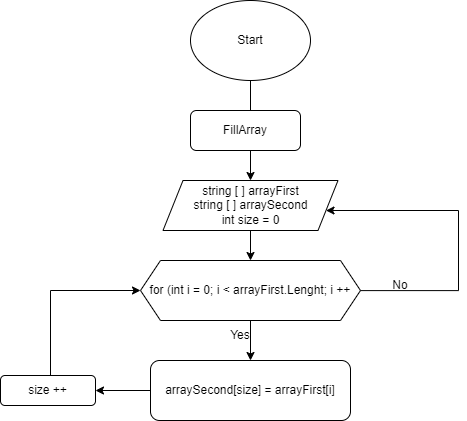 Start
FillArray
string [ ] arrayFirst
string [ ] arraySecond
int size = 0
for (int i = 0; i < arrayFirst.Lenght; i ++
No
Yes
size ++
arraySecond[size] = arrayFirst[i]